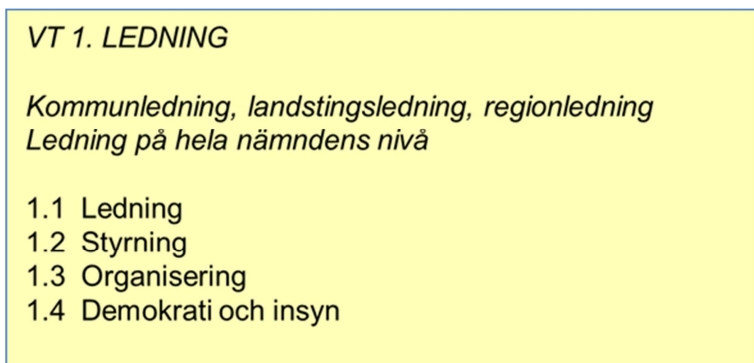 VT 1. LEDNING
Kommunledning, landstingsledning, regionledning
Ledning på hela nämndens nivå
1.1 Ledning
1.2 Styrning
1.3 Organisering
1.4 Demokrati och insyn